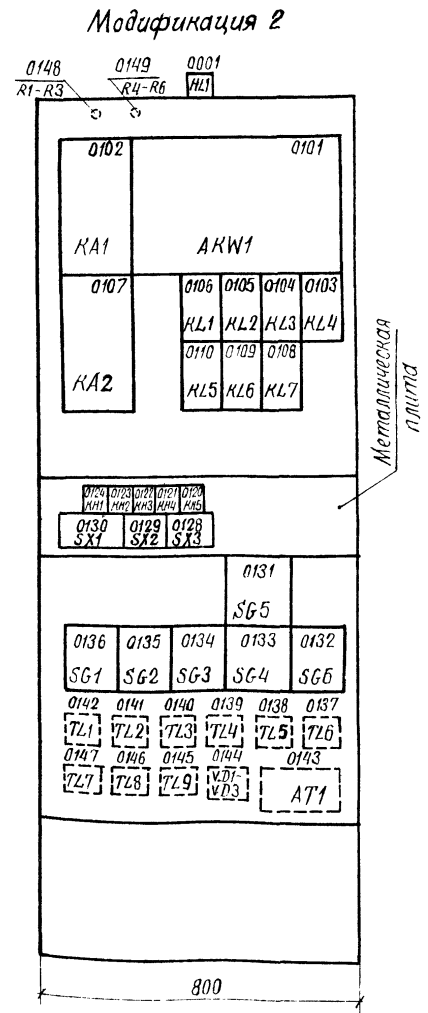 Модификация 2
0148 0149 0001
R1-R3 R4-R6 HL1
0102 0101
KA1 AKW1
0107 0106 0105 0104 0103
KL1 KL2 KL3 KL4
0110 0109 0108
KA2 KL5 KL6 KL7
Металлическая
плита
0124 0123 0122 0121 0120
KH1 KH2 KH3 KH4 KH5
0130 0129 0128
SX1 SX2 SX3
0131
SG5
0136 0135 0134 0133 0132
SG1 SG2 SG3 SG4 SG6
0142 0141 0140 0139 0138 0137
TL1 TL2 TL3 TL4 TL5 TL6
0147 0146 0145 0144 0143
TL7 TL8 TL9 VD1- AT1
VD3
800